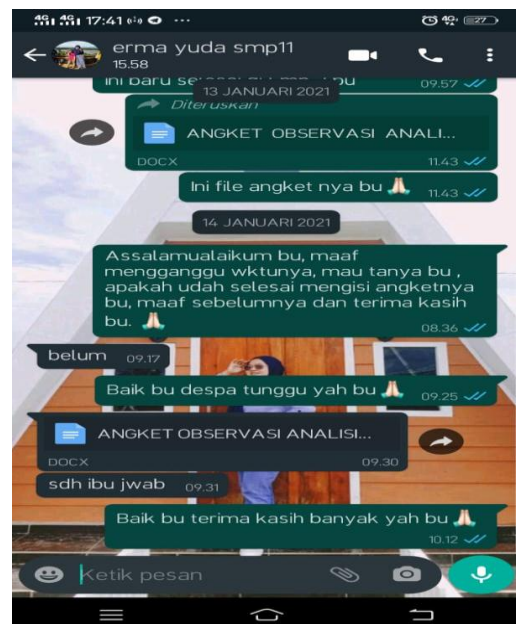 17:41
27
erma yuda smp11
15.58
ini baru
bu
09.57
13 JANUARI 2021
Diteruskan
ANGKET OBSERVASI ANALI...
DOCX
11.43
Ini file angket nya bu 🙏🏻
11.43
14 JANUARI 2021
Assalamualaikum bu, maaf
mengganggu wktunya, mau tanya bu ,
apakah udah selesai mengisi angketnya
bu, maaf sebelumnya dan terima kasih
bu. 🙏🏻
08.36
belum 09.17
Baik bu despa tunggu yah bu 🙏🏻
09.25
ANGKET OBSERVASI ANALISI...
DOCX
09.30
sdh ibu jwab 09.31
Baik bu terima kasih banyak yah bu 🙏🏻
10.12
Ketik pesan